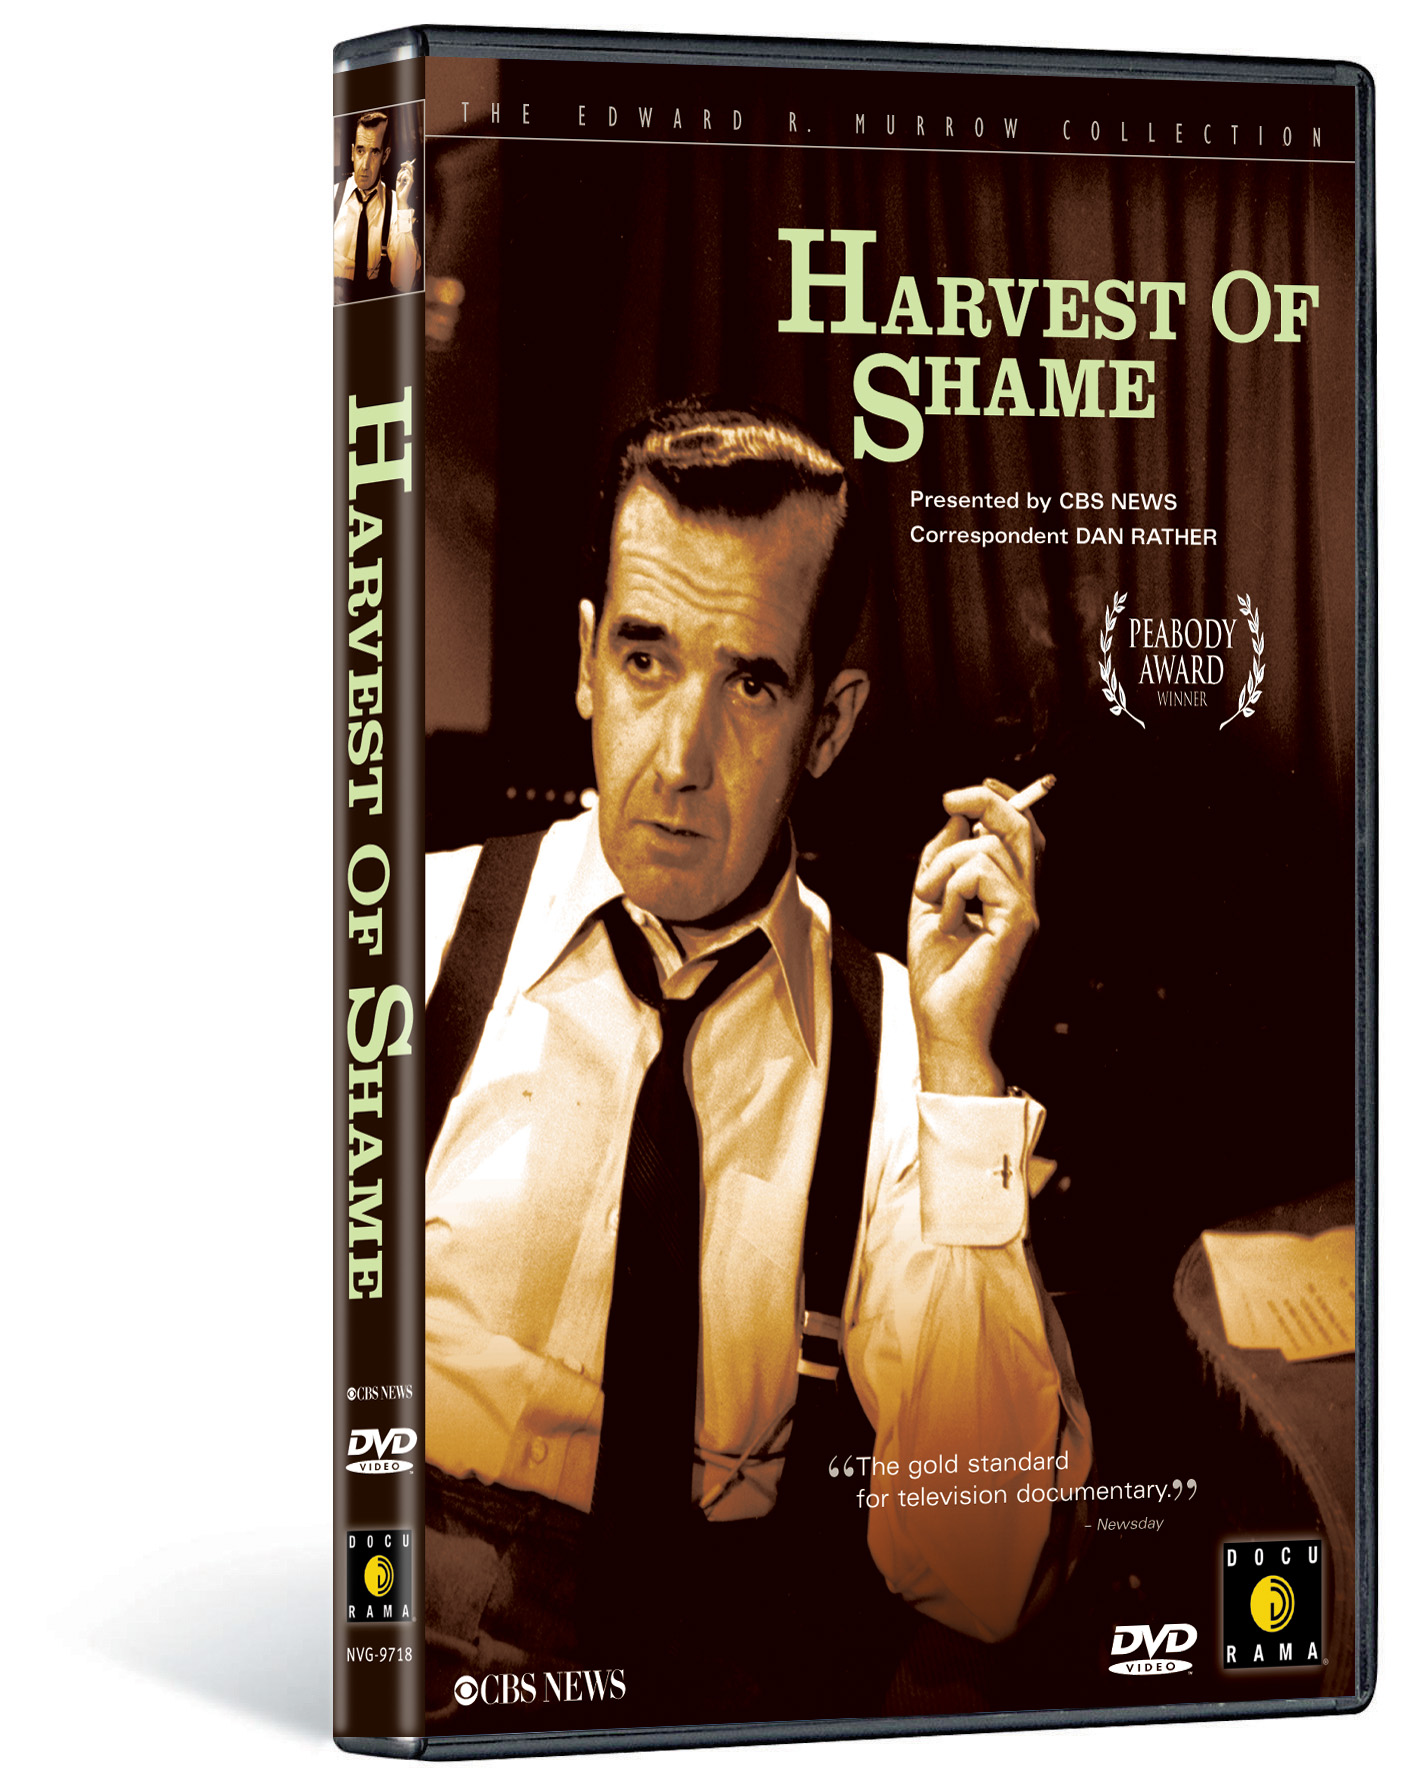 THE EDWARD R. MURROW COLLECTION
HARVEST OF
SHAME
Presented by CBS NEWS
Correspondent DAN RATHER
PEABODY
AWARD
WINNER
“The gold standard
for television documentary.”
– Newsday
DOCU
RAMA®
DVD
VIDEO
CBS NEWS
HARVEST OF SHAME
CBS NEWS
DVD
VIDEO
DOCU
RAMA
NVG-9718